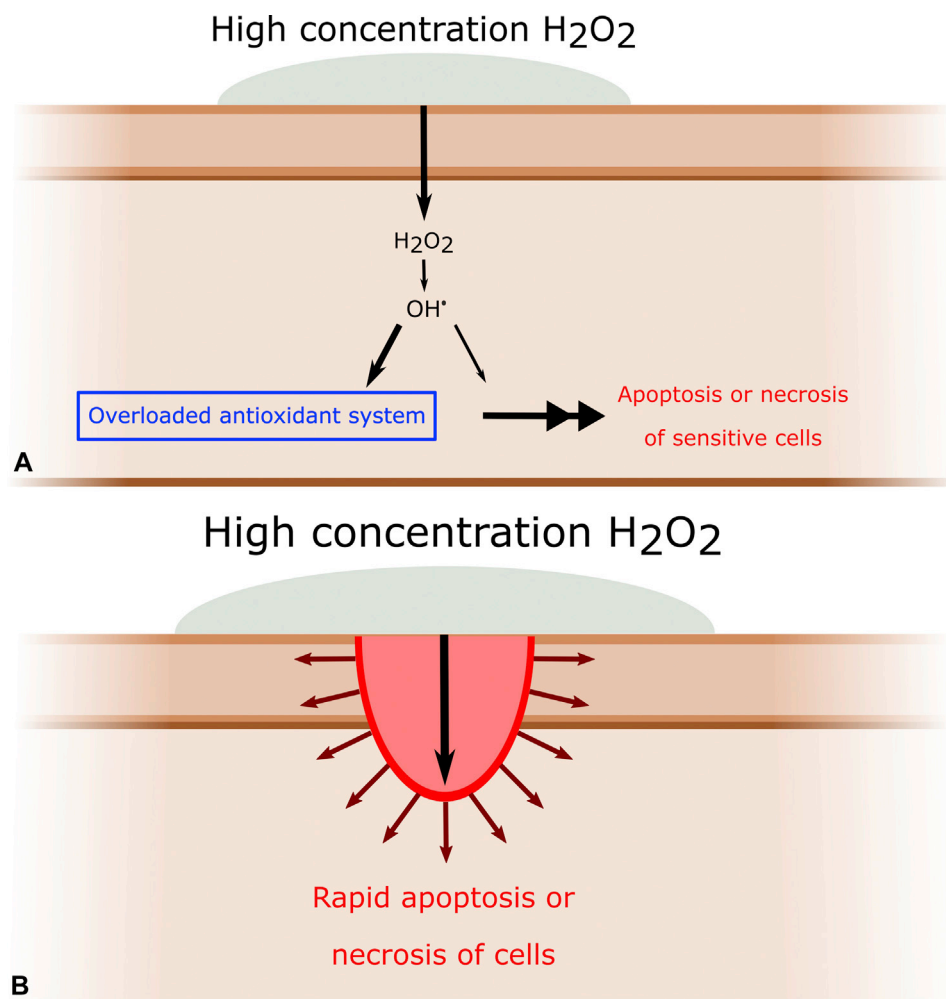 High concentration H₂O₂
H₂O₂
OH•
Overloaded antioxidant system
Apoptosis or necrosis
of sensitive cells
A
High concentration H₂O₂
Rapid apoptosis or
necrosis of cells
B